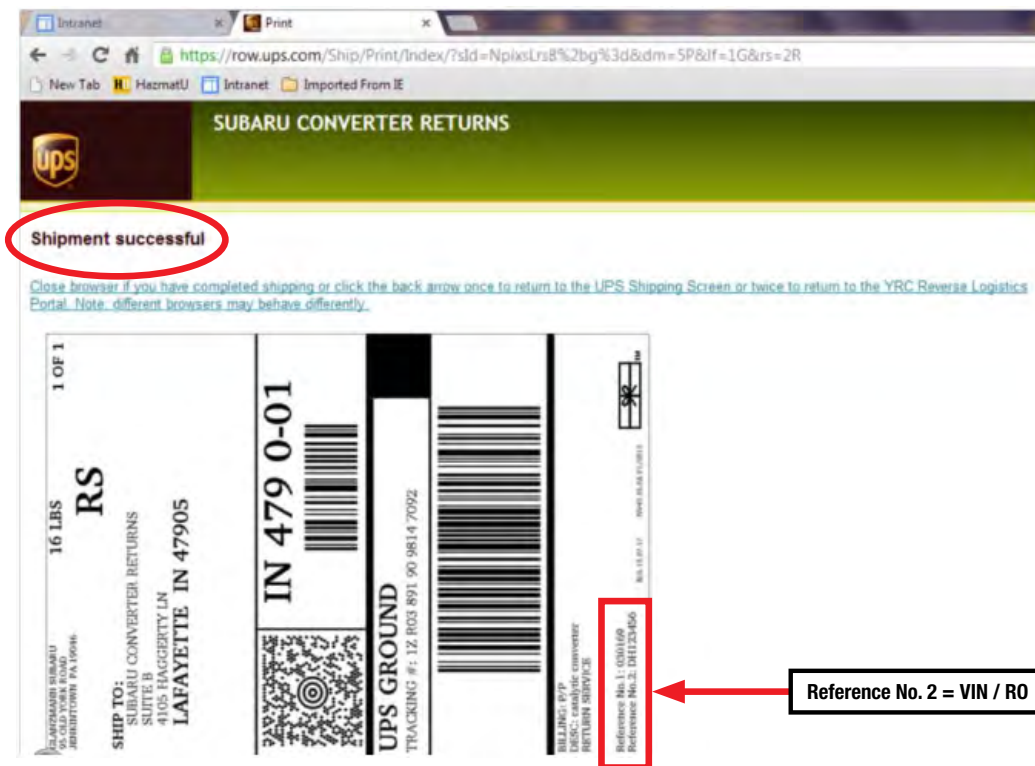 Intranet
Print
https://row.ups.com/Ship/Print/Index/?sId=NpixsLrs8%2bg%3d&dm=5P&lf=1G&rs=2R
New Tab
HazmatU
Intranet
Imported From IE
ups
SUBARU CONVERTER RETURNS
Shipment successful
Close browser if you have completed shipping or click the back arrow once to return to the UPS Shipping Screen or twice to return to the YRC Reverse Logistics
Portal. Note: different browsers may behave differently.
GLANZMANN SUBARU
95 OLD YORK ROAD
JENKINTOWN PA 19046
16 LBS
1 OF 1
RS
SHIP TO:
SUBARU CONVERTER RETURNS
SUITE B
4105 HAGGERTY LN
LAFAYETTE IN 47905
IN 479 0-01
UPS GROUND
TRACKING #: 1Z R03 891 90 9814 7092
BILLING: P/P
DESC: catalytic converter
RETURN SERVICE
Reference No.1: 030169
Reference No.2: DH123456
Reference No. 2 = VIN / RO